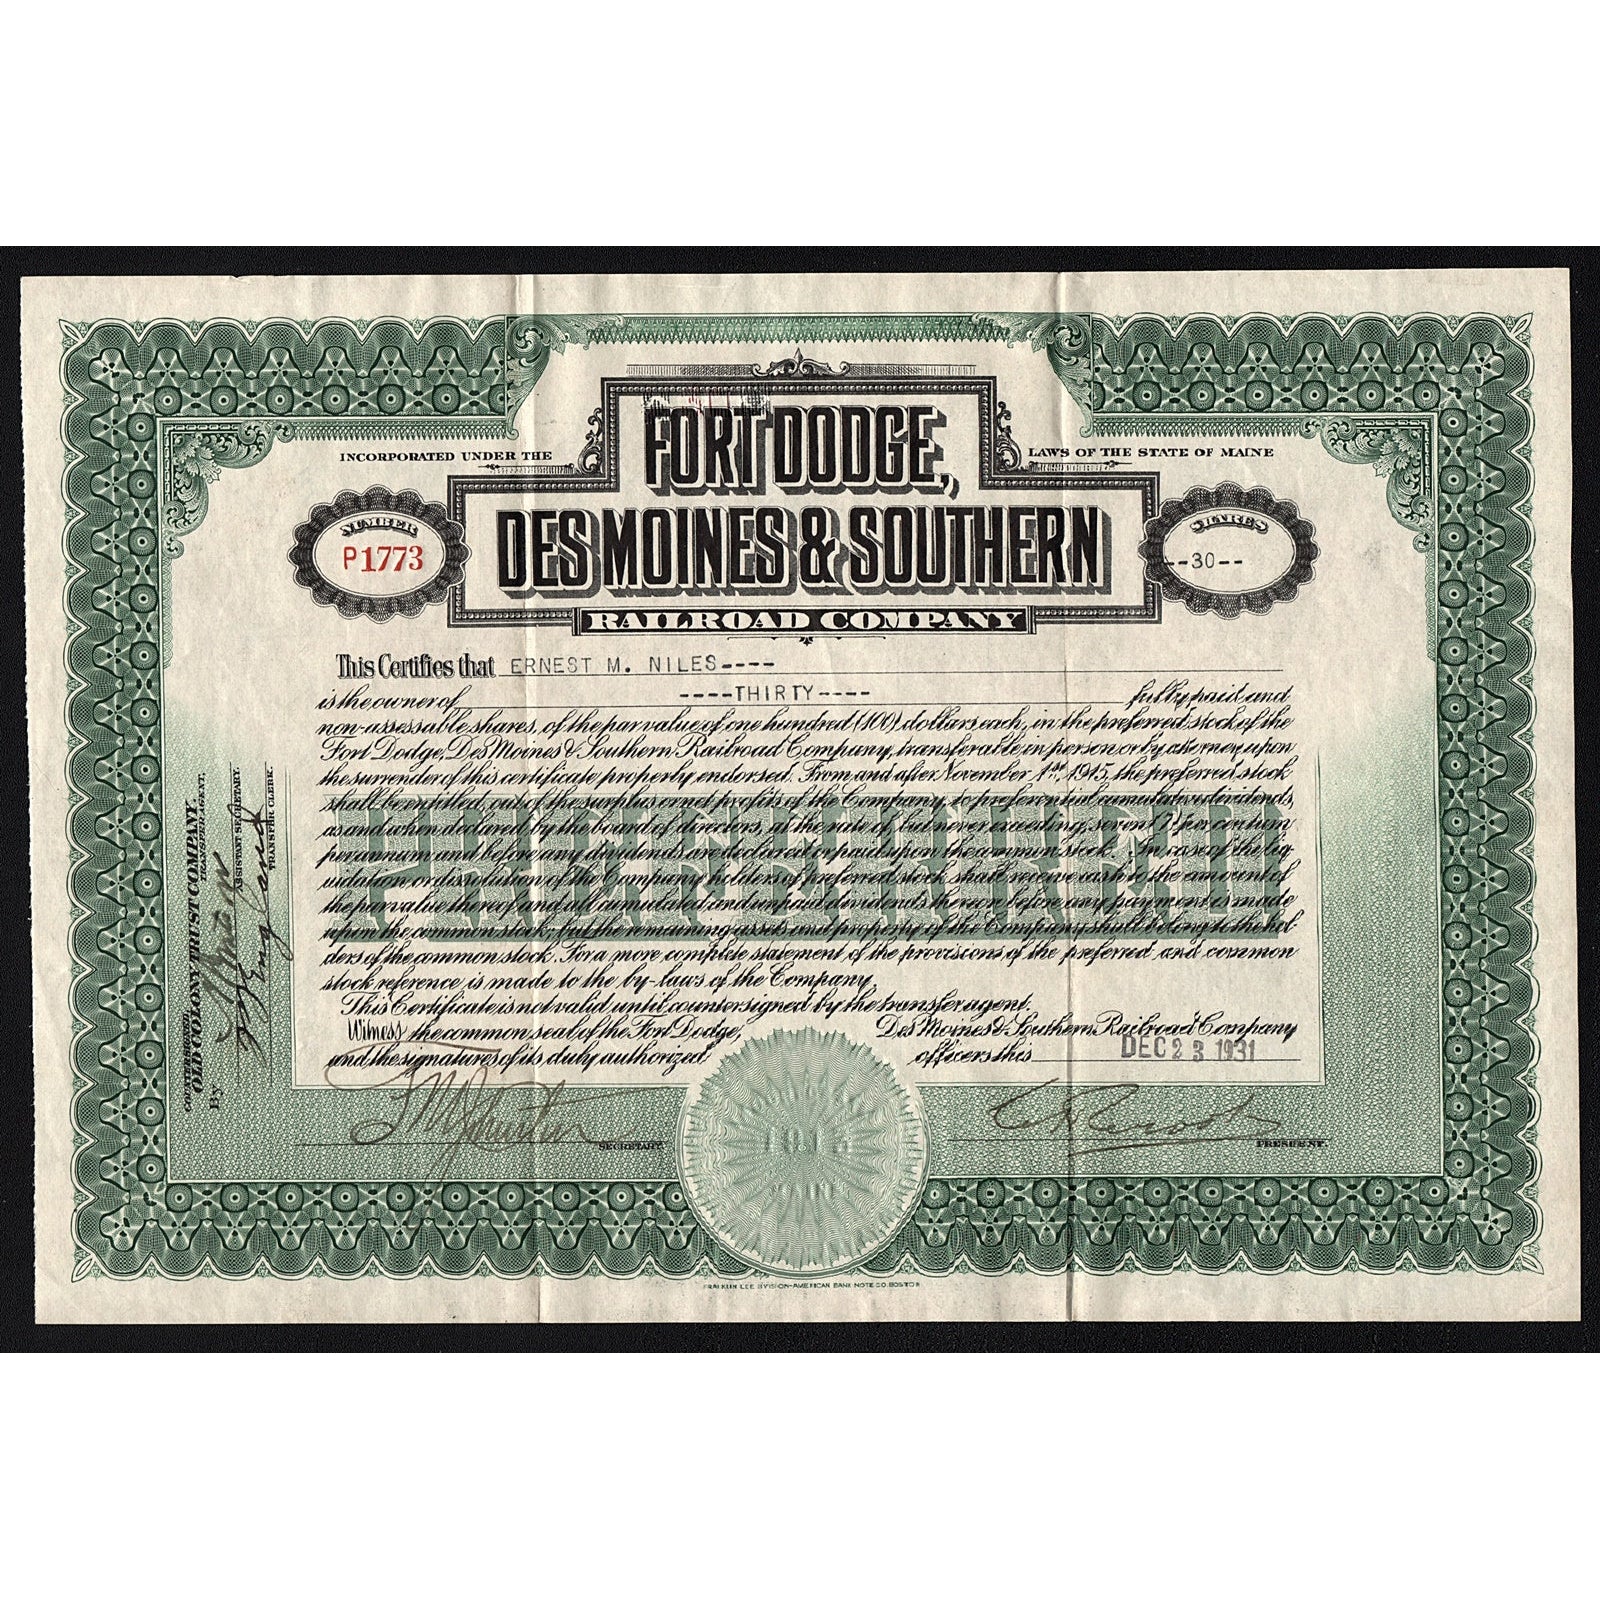 INCORPORATED UNDER THE LAWS OF THE STATE OF MAINE
FORT DODGE,
DES MOINES & SOUTHERN
RAILROAD COMPANY
NUMBER
P1773
SHARES
--30--
This Certifies that ERNEST M. NILES----
is the owner of ----THIRTY---- fully paid and
non-assessable shares, of the par value of one hundred (100) dollars each, in the preferred stock of the
Fort Dodge, Des Moines & Southern Railroad Company, transferable in person or by attorney upon
the surrender of this certificate properly endorsed. From and after November 1st, 1915, the preferred stock
shall be entitled, out of the surplus or net profits of the Company, to preferential cumulative dividends,
as and when declared by the board of directors, at the rate of, but never exceeding, seven (7) per centum
per annum and before any dividends are declared or paid upon the common stock. In case of the liq-
uidation or dissolution of the Company holders of preferred stock shall receive cash to the amount of
the par value thereof and all cumulated and unpaid dividends thereon before any payment is made
upon the common stock; but the remaining assets and property of the Company shall belong to the hol-
ders of the common stock. For a more complete statement of the provisions of the preferred and common
stock reference is made to the by-laws of the Company.
This Certificate is not valid until countersigned by the transfer agent.
Witness the common seal of the Fort Dodge, Des Moines & Southern Railroad Company
and the signatures of its duly authorized officers this DEC 23 1931
SECRETARY.
PRESIDENT.
COUNTERSIGNED
OLD COLONY TRUST COMPANY,
TRANSFER AGENT.
By
ASSISTANT SECRETARY.
England
TRANSFER CLERK.
FRANKLIN LEE DIVISION-AMERICAN BANK NOTE CO. BOSTON